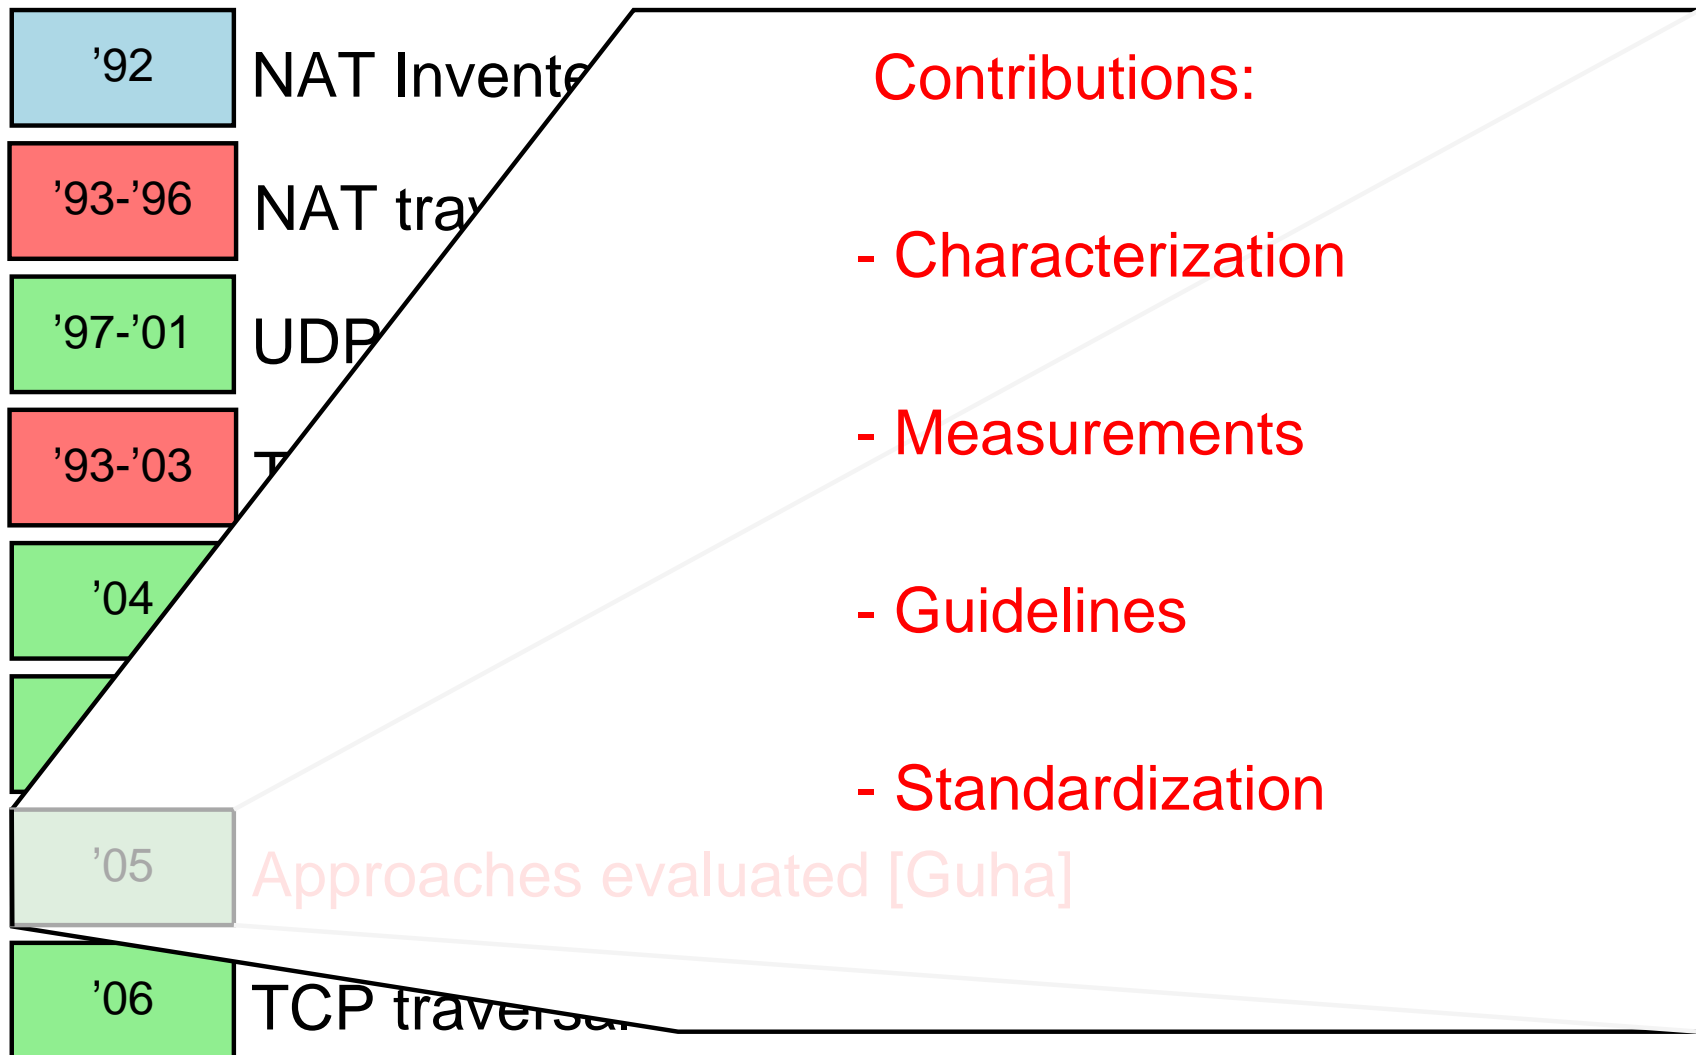 ’92 NAT Invente
’93-’96 NAT trav
’97-’01 UDP
’93-’03 T
’04
’05 Approaches evaluated [Guha]
’06 TCP traversal
Contributions:
- Characterization
- Measurements
- Guidelines
- Standardization